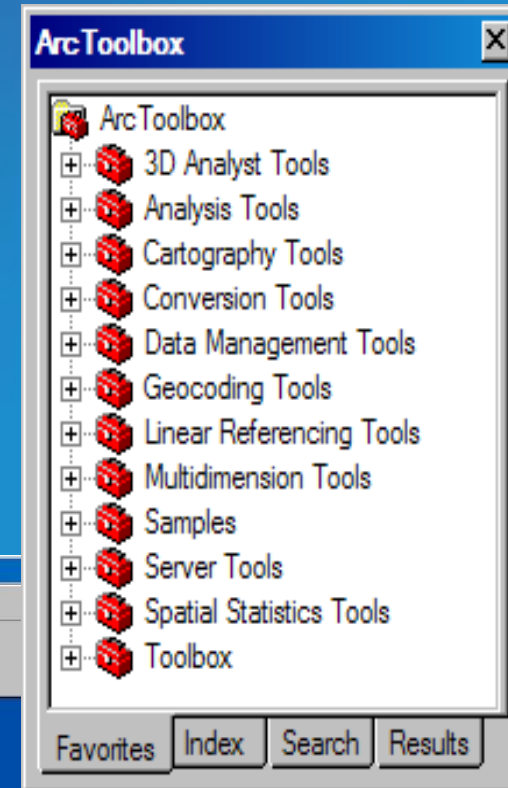 ArcToolbox
ArcToolbox
3D Analyst Tools
Analysis Tools
Cartography Tools
Conversion Tools
Data Management Tools
Geocoding Tools
Linear Referencing Tools
Multidimension Tools
Samples
Server Tools
Spatial Statistics Tools
Toolbox
Favorites Index Search Results